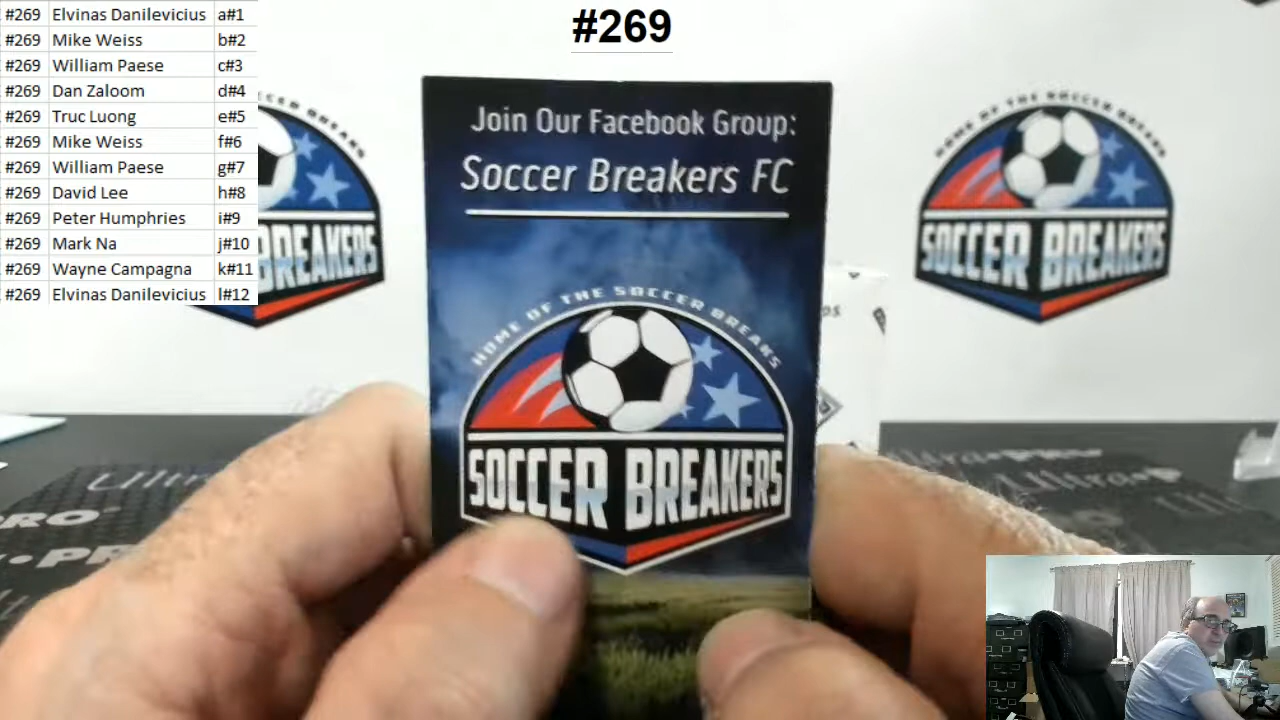 #269 Elvinas Danilevicius a#1
#269 Mike Weiss b#2
#269 William Paese c#3
#269 Dan Zaloom d#4
#269 Truc Luong e#5
#269 Mike Weiss f#6
#269 William Paese g#7
#269 David Lee h#8
#269 Peter Humphries i#9
#269 Mark Na j#10
#269 Wayne Campagna k#11
#269 Elvinas Danilevicius l#12
#269
Join Our Facebook Group:
Soccer Breakers FC
HOME OF THE SOCCER BREAKS
SOCCER BREAKERS
HOME OF THE SOCCER BREAKS
SOCCER BREAKERS
BREAKERS
PRO